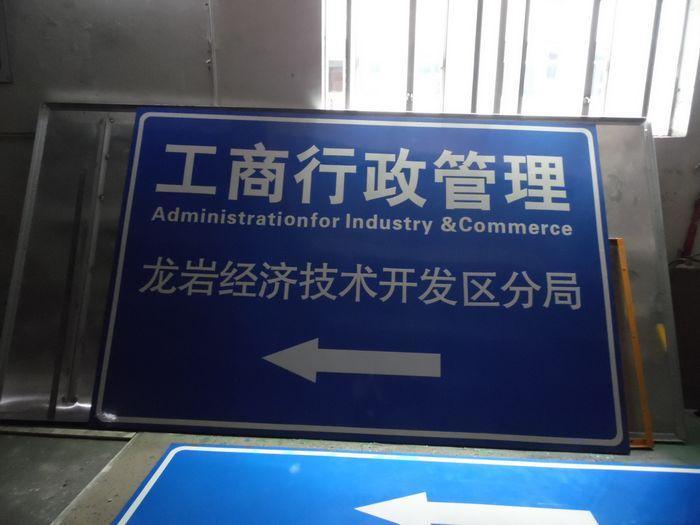 工商行政管理
Administrationfor Industry &Commerce
龙岩经济技术开发区分局